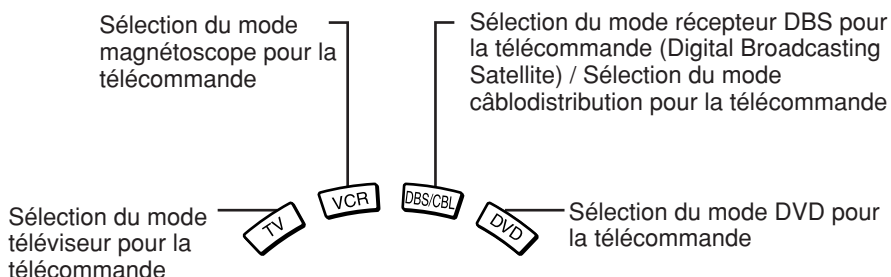 Sélection du mode
magnétoscope pour la
télécommande
Sélection du mode récepteur DBS pour
la télécommande (Digital Broadcasting
Satellite) / Sélection du mode
câblodistribution pour la télécommande
TV
VCR
DBS/CBL
DVD
Sélection du mode
téléviseur pour la
télécommande
Sélection du mode DVD pour
la télécommande